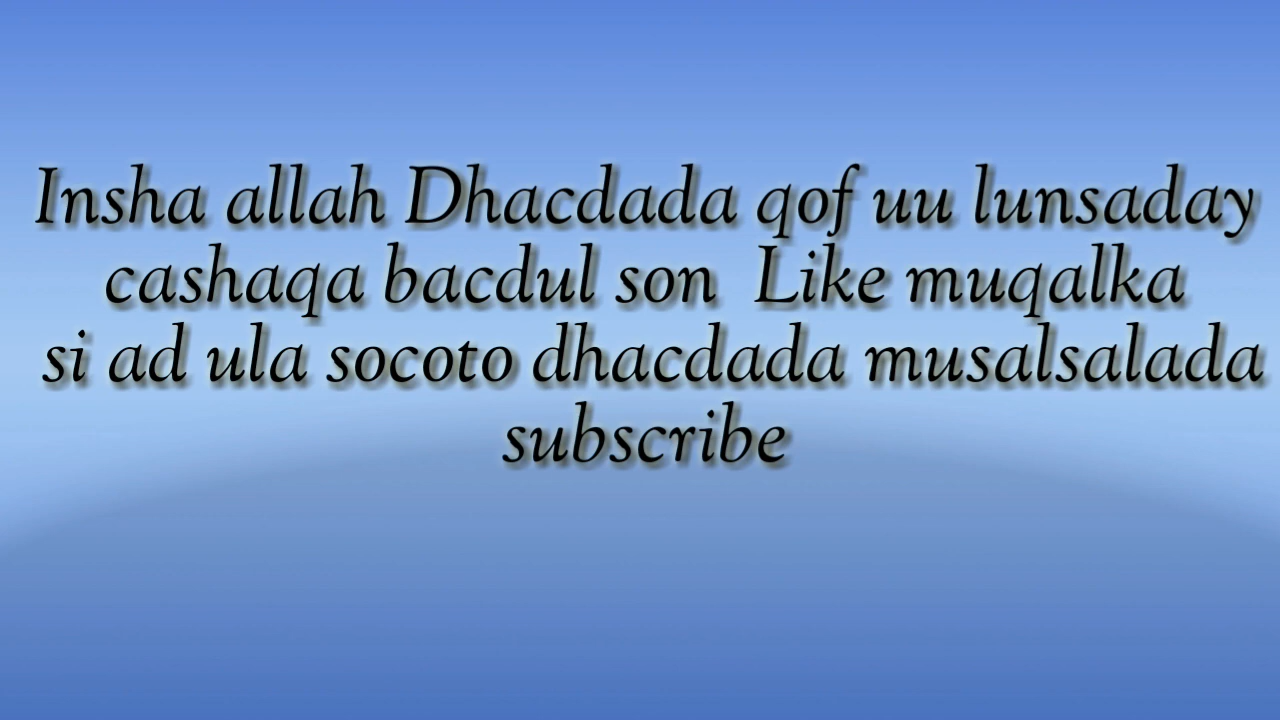 Insha allah Dhacdada qof uu lunsaday
cashaqa bacdul son Like muqalka
si ad ula socoto dhacdada musalsalada
subscribe